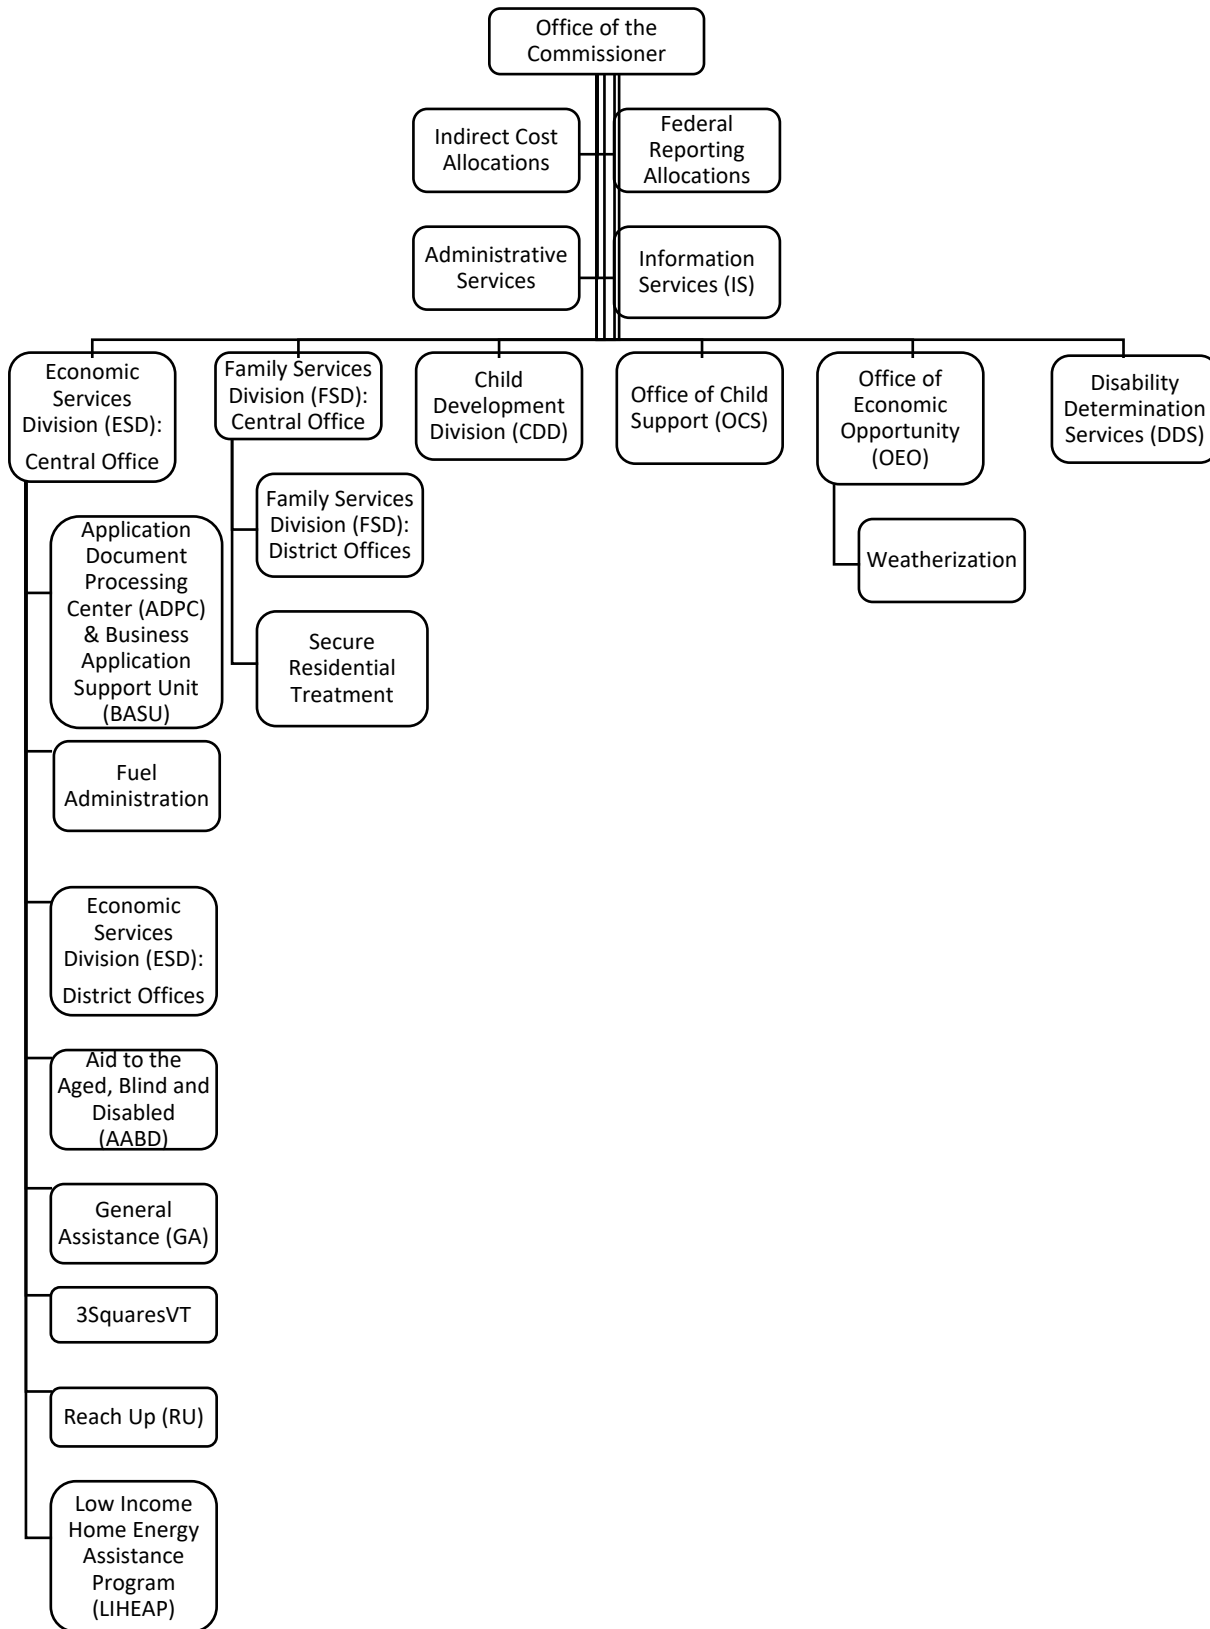 Office of the
Commissioner
Indirect Cost
Allocations
Federal
Reporting
Allocations
Administrative
Services
Information
Services (IS)
Economic
Services
Division (ESD):
Central Office
Family Services
Division (FSD):
Central Office
Child
Development
Division (CDD)
Office of Child
Support (OCS)
Office of
Economic
Opportunity
(OEO)
Disability
Determination
Services (DDS)
Application
Document
Processing
Center (ADPC)
& Business
Application
Support Unit
(BASU)
Family Services
Division (FSD):
District Offices
Weatherization
Secure
Residential
Treatment
Fuel
Administration
Economic
Services
Division (ESD):
District Offices
Aid to the
Aged, Blind and
Disabled
(AABD)
General
Assistance (GA)
3SquaresVT
Reach Up (RU)
Low Income
Home Energy
Assistance
Program
(LIHEAP)